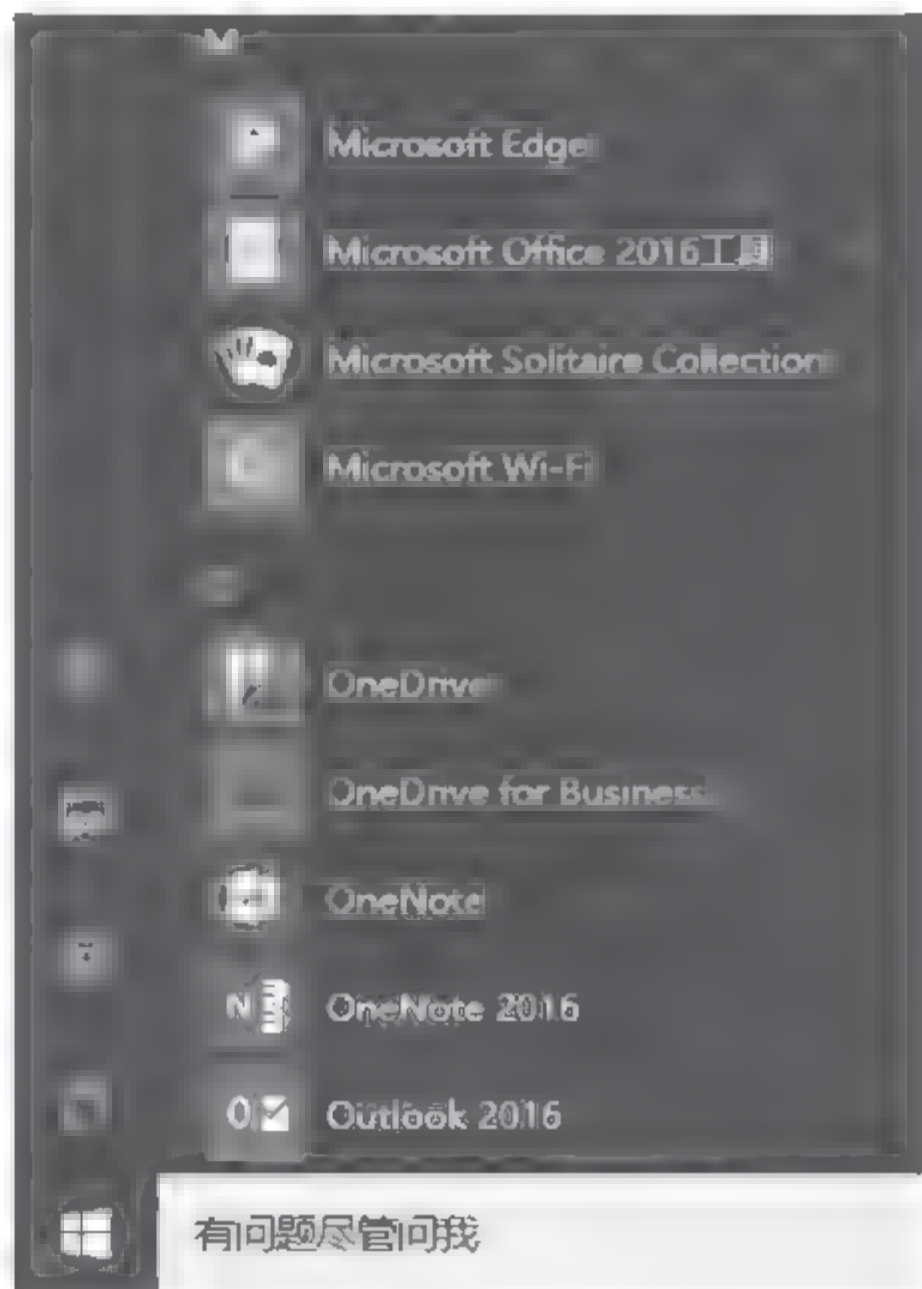 M
Microsoft Edge
Microsoft Office 2016工具
Microsoft Solitaire Collection
Microsoft Wi-Fi
OneDrive
OneDrive for Business
OneNote
OneNote 2016
Outlook 2016
有问题尽管问我